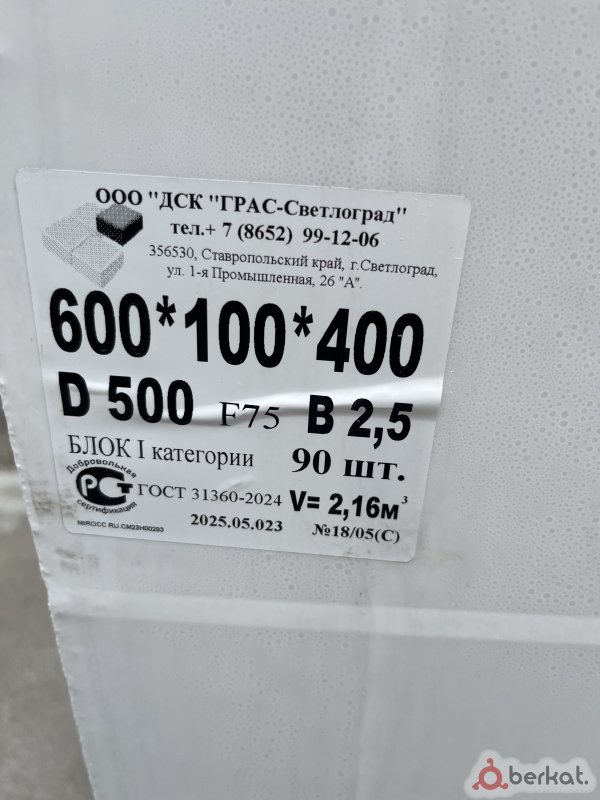 ООО "ДСК "ГРАС-Светлоград"
тел.+ 7 (8652) 99-12-06
356530, Ставропольский край, г.Светлоград,
ул. 1-я Промышленная, 26 "А".
600*100*400
D 500 F75 B 2,5
БЛОК I категории 90 шт.
Добровольная
РСТ
сертификация
ГОСТ 31360-2024 V= 2,16м³
2025.05.023 №18/05(С)
berkat.